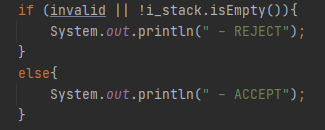 if (invalid || !i_stack.isEmpty()){
    System.out.println(" – REJECT");
}
else{
    System.out.println(" – ACCEPT");
}